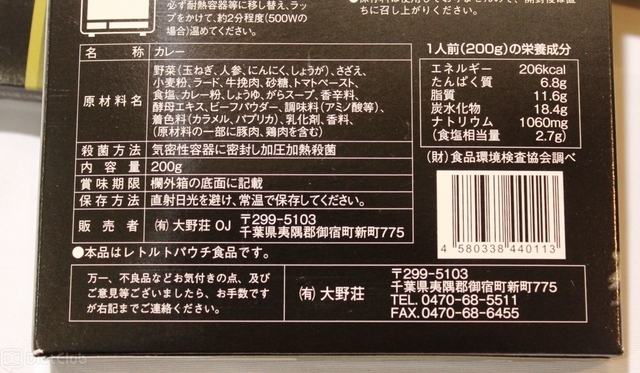 必ず耐熱容器等に移し替え、ラッ
プをかけて、約2分程度(500Wの
場合)温めてください。
ちに召し上がりください。
名 称 カレー
原材料名 野菜(玉ねぎ、人参、にんにく、しょうが)、さざえ、
小麦粉、ラード、牛挽肉、砂糖、トマトペースト、
食塩、カレー粉、しょうゆ、がらスープ、香辛料、
酵母エキス、ビーフパウダー、調味料(アミノ酸等)、
着色料(カラメル、パプリカ)、乳化剤、香料、
(原材料の一部に豚肉、鶏肉を含む)
殺菌方法 気密性容器に密封し加圧加熱殺菌
内容量 200g
賞味期限 欄外箱の底面に記載
保存方法 直射日光を避け、常温で保存してください。
販売者 (有)大野荘 OJ 〒299-5103
千葉県夷隅郡御宿町新町775
●本品はレトルトパウチ食品です。
1人前(200g)の栄養成分
エネルギー 206kcal
たんぱく質 6.8g
脂質 11.6g
炭水化物 18.4g
ナトリウム 1060mg
(食塩相当量 2.7g)
(財)食品環境検査協会調べ
4 580338 440113
万一、不良品などお気付きの点、及び
ご意見等ございましたら、お手数です
が右記までご連絡ください。
(有)大野荘
〒299-5103
千葉県夷隅郡御宿町新町775
TEL. 0470-68-5511
FAX. 0470-68-6455